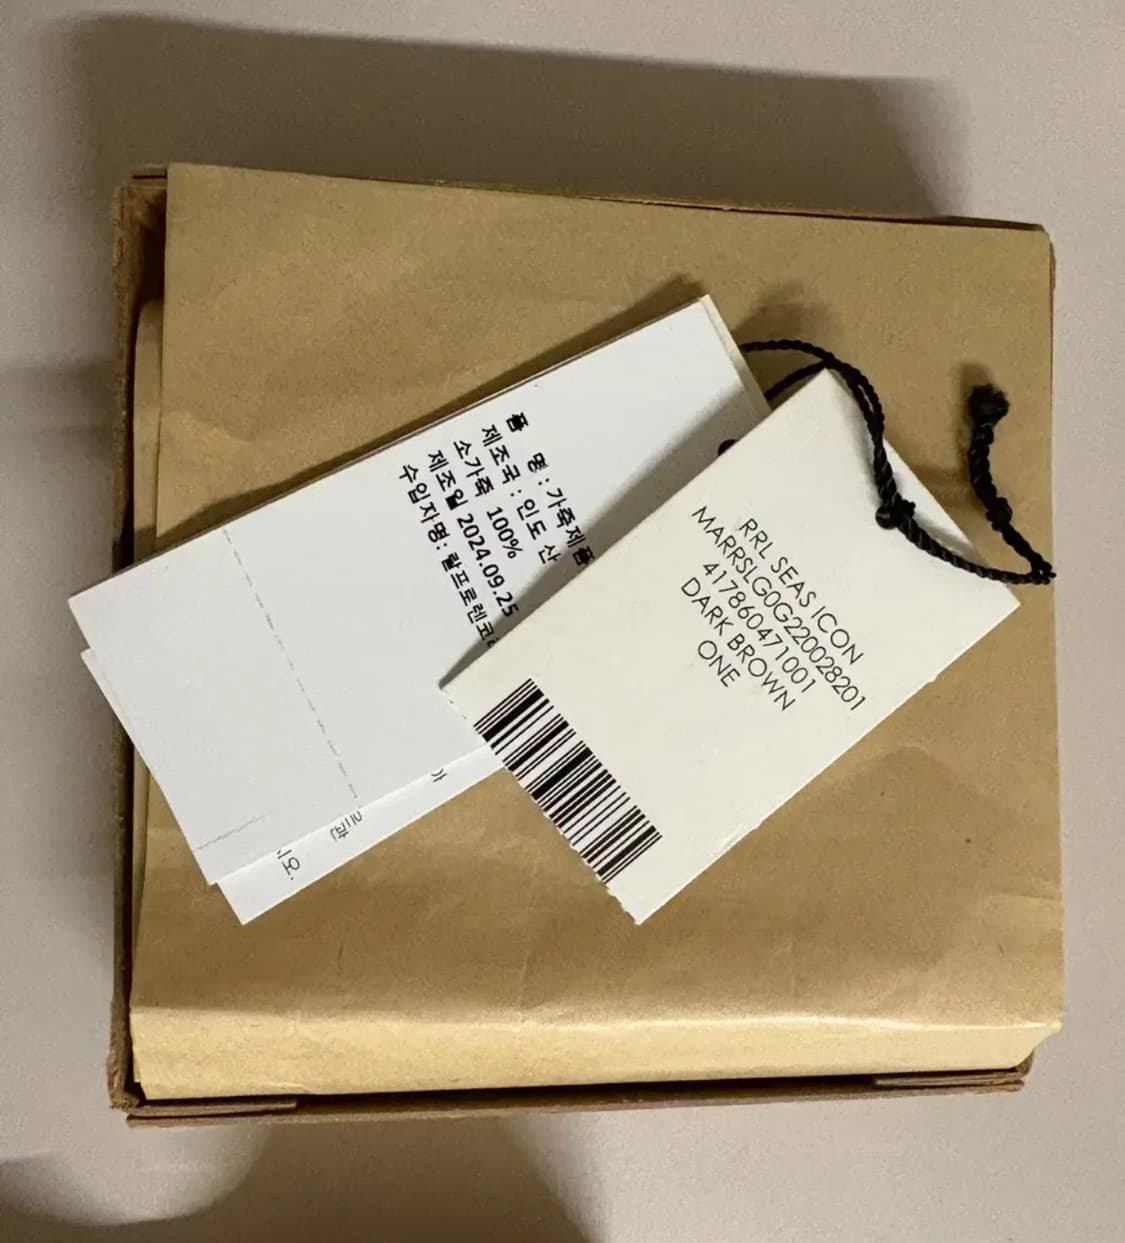 품 명 : 가죽제품
제조국 : 인도 산
소가죽 100%
제조일 2024.09.25
수입자명: 랄프로렌코
RRL SEAS ICON
MARRSLG0G220028201
417860471001
DARK BROWN
ONE